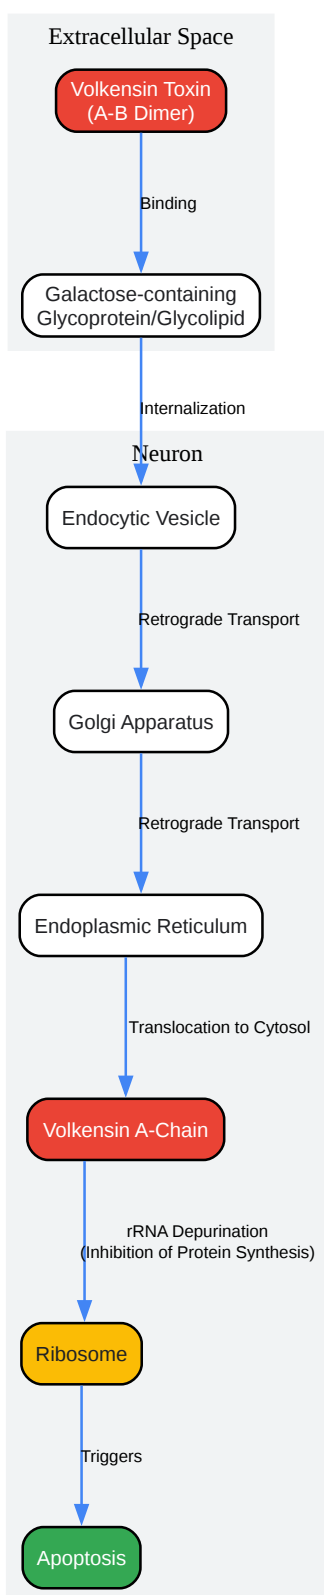 Extracellular Space
Volkensin Toxin
(A-B Dimer)
Binding
Galactose-containing
Glycoprotein/Glycolipid
Internalization
Neuron
Endocytic Vesicle
Retrograde Transport
Golgi Apparatus
Retrograde Transport
Endoplasmic Reticulum
Translocation to Cytosol
Volkensin A-Chain
rRNA Depurination
(Inhibition of Protein Synthesis)
Ribosome
Triggers
Apoptosis